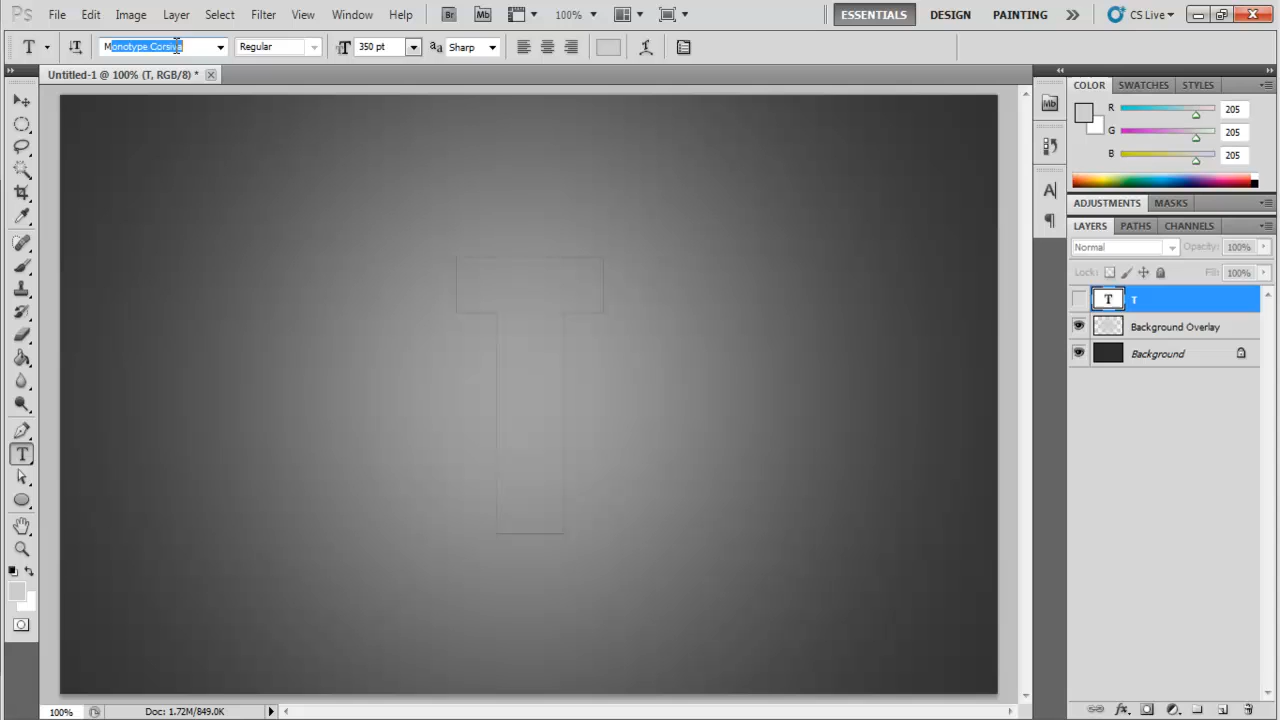 Ps File Edit Image Layer Select Filter View Window Help Br Mb 100% ESSENTIALS DESIGN PAINTING CS Live
T Monotype Corsiva Regular 350 pt Sharp
Untitled-1 @ 100% (T, RGB/8) *
COLOR SWATCHES STYLES
R 205
G 205
B 205
ADJUSTMENTS MASKS
LAYERS PATHS CHANNELS
Normal Opacity: 100%
Lock: Fill: 100%
T T
Background Overlay
Background
Mb
A
T
100% Doc: 1.72M/849.0K